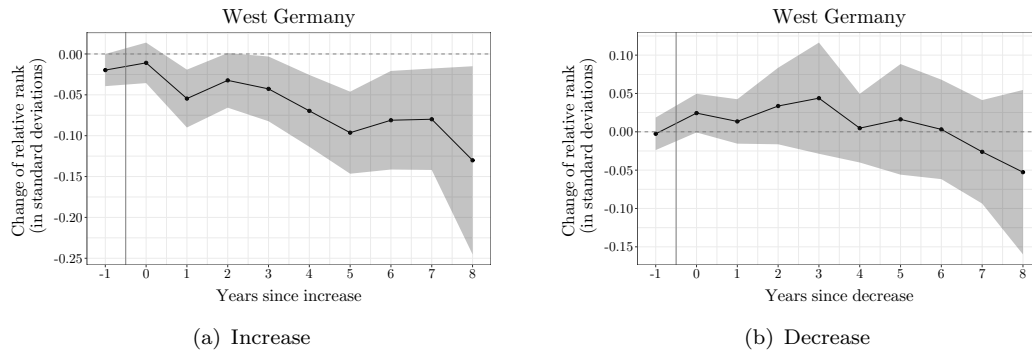 West Germany
Change of relative rank
(in standard deviations)
0.00
-0.05
-0.10
-0.15
-0.20
-0.25
-1 0 1 2 3 4 5 6 7 8
Years since increase
(a) Increase
West Germany
Change of relative rank
(in standard deviations)
0.10
0.05
0.00
-0.05
-0.10
-0.15
-1 0 1 2 3 4 5 6 7 8
Years since decrease
(b) Decrease